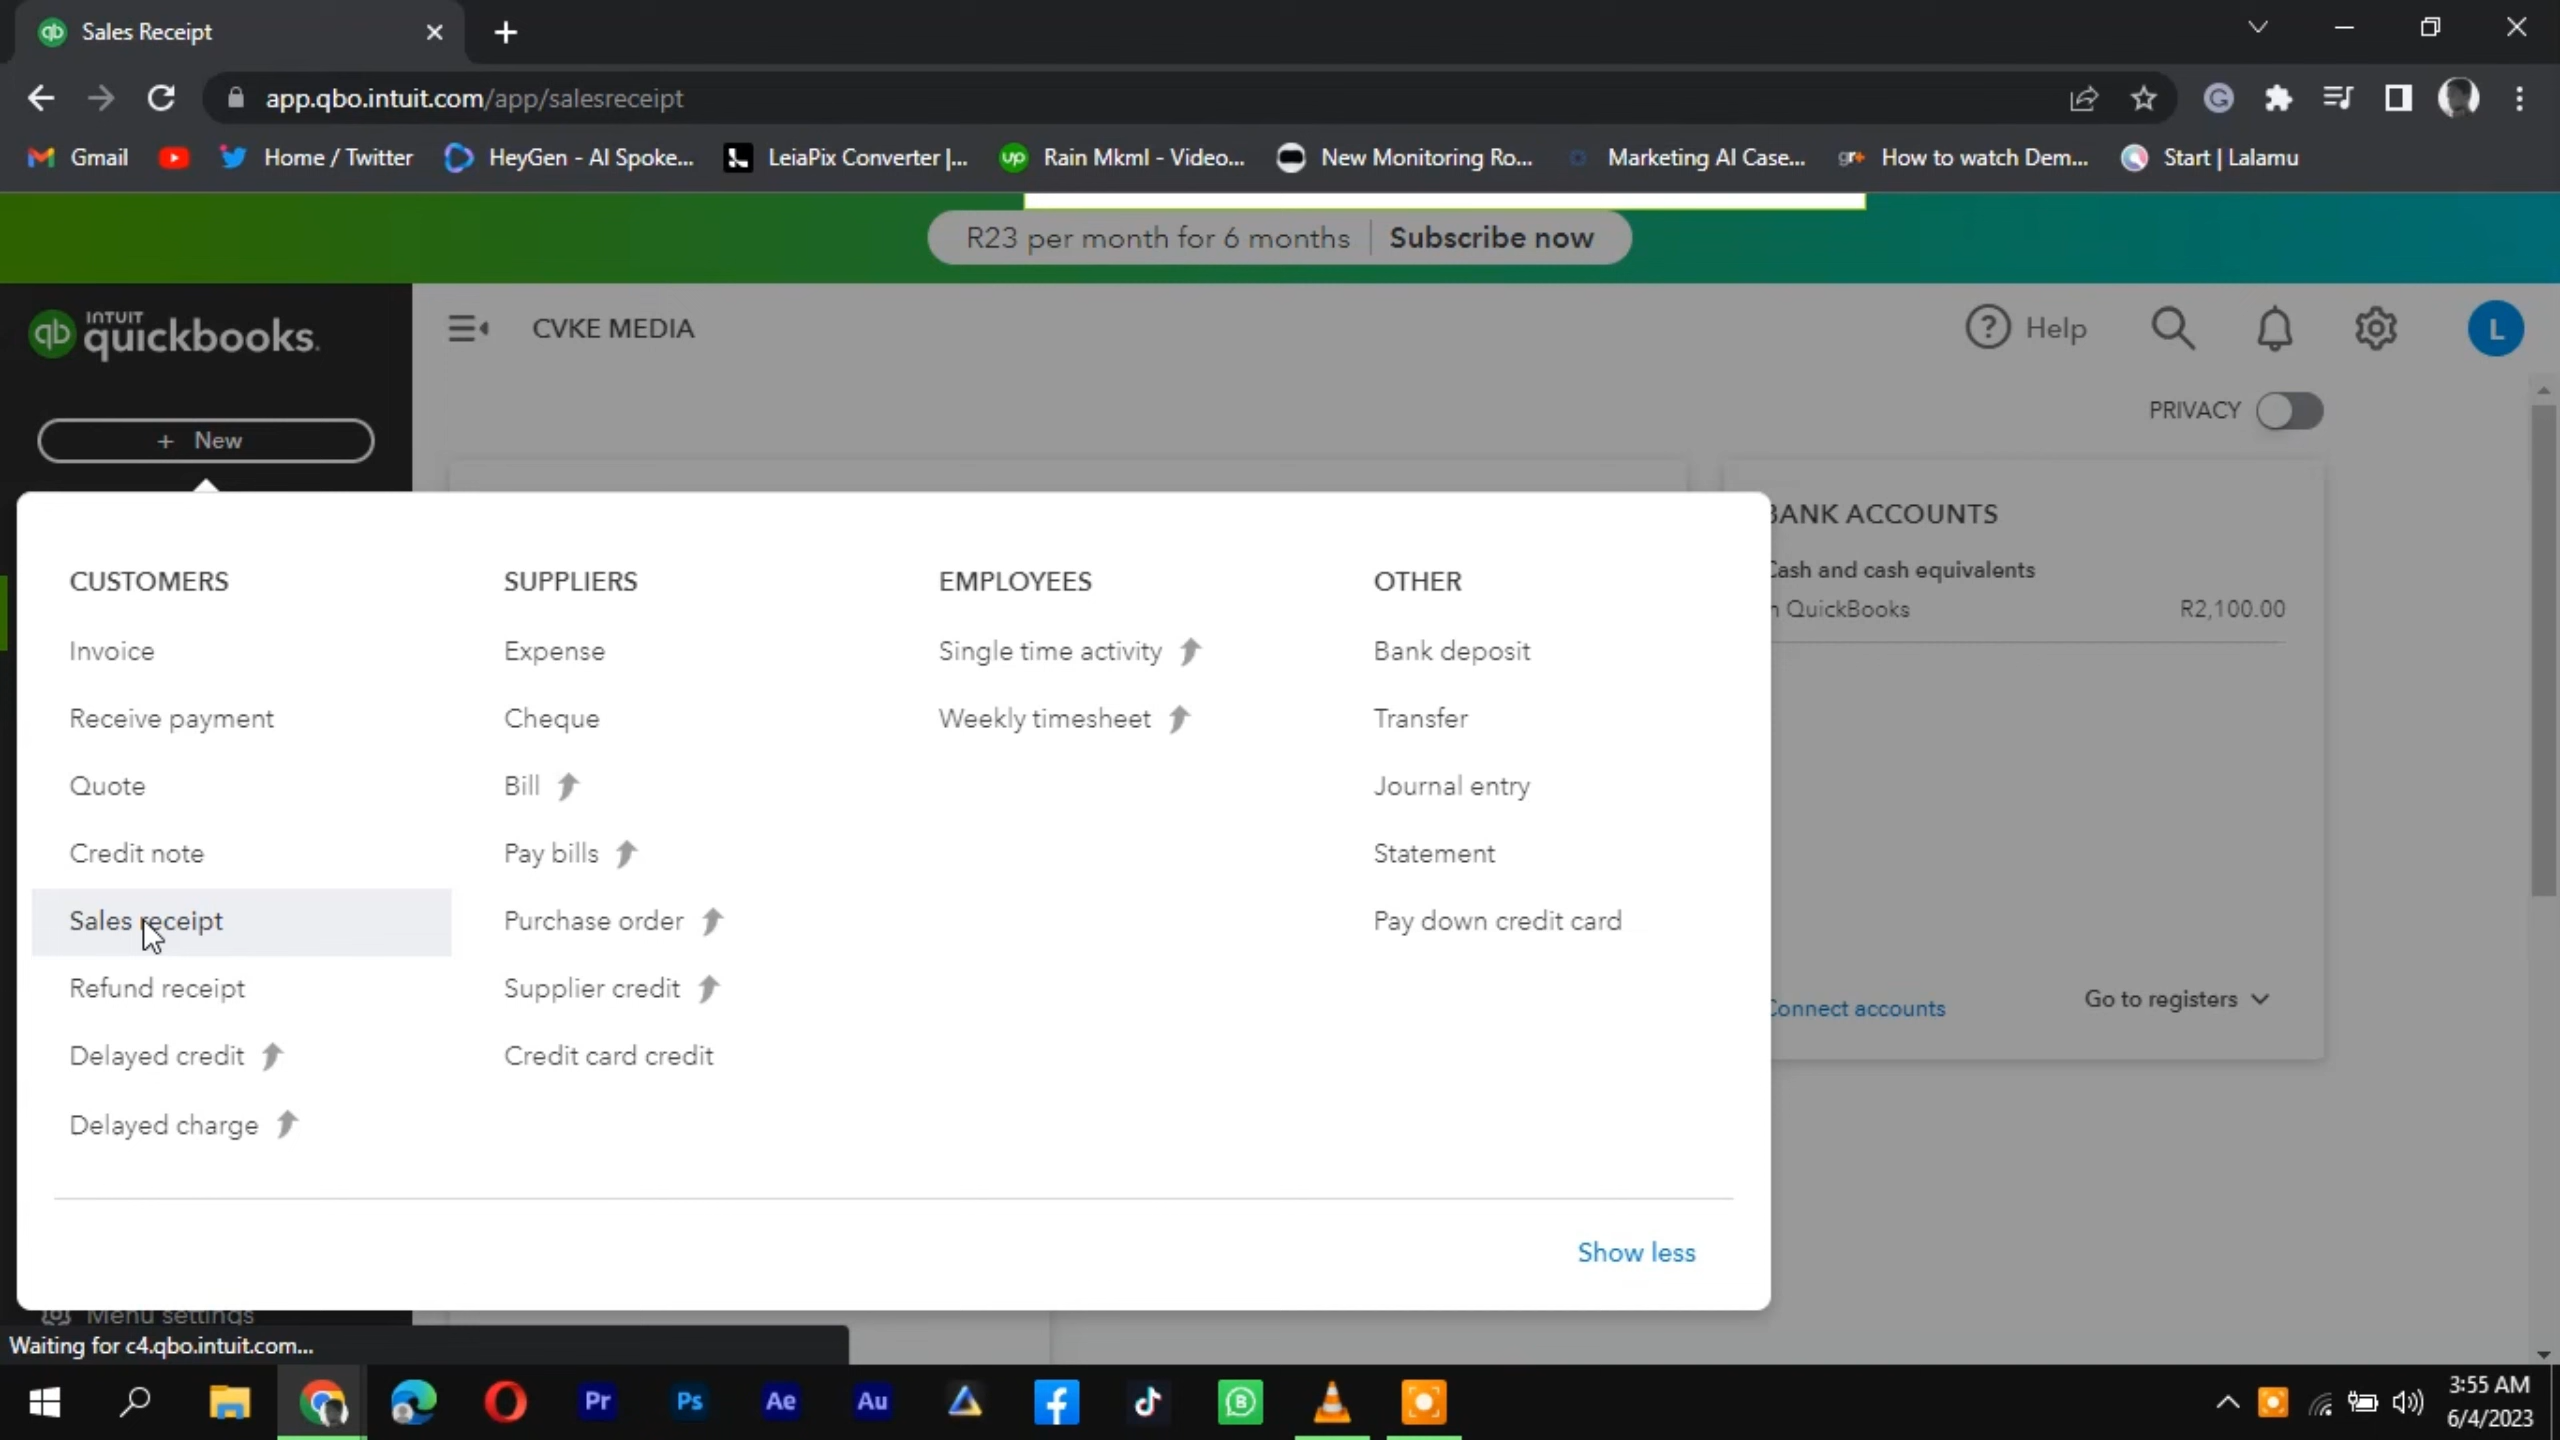 Sales Receipt
app.qbo.intuit.com/app/salesreceipt
Gmail Home / Twitter HeyGen - AI Spoke... LeiaPix Converter |... Rain Mkml - Video... New Monitoring Ro... Marketing AI Case... How to watch Dem... Start | Lalamu
R23 per month for 6 months Subscribe now
INTUIT
quickbooks.
CVKE MEDIA Help L
PRIVACY
+ New
BANK ACCOUNTS
Cash and cash equivalents
QuickBooks R2,100.00
Connect accounts Go to registers
CUSTOMERS
Invoice
Receive payment
Quote
Credit note
Sales receipt
Refund receipt
Delayed credit
Delayed charge
SUPPLIERS
Expense
Cheque
Bill
Pay bills
Purchase order
Supplier credit
Credit card credit
EMPLOYEES
Single time activity
Weekly timesheet
OTHER
Bank deposit
Transfer
Journal entry
Statement
Pay down credit card
Show less
Menu settings
Waiting for c4.qbo.intuit.com...
Pr Ps Ae Au
3:55 AM
6/4/2023